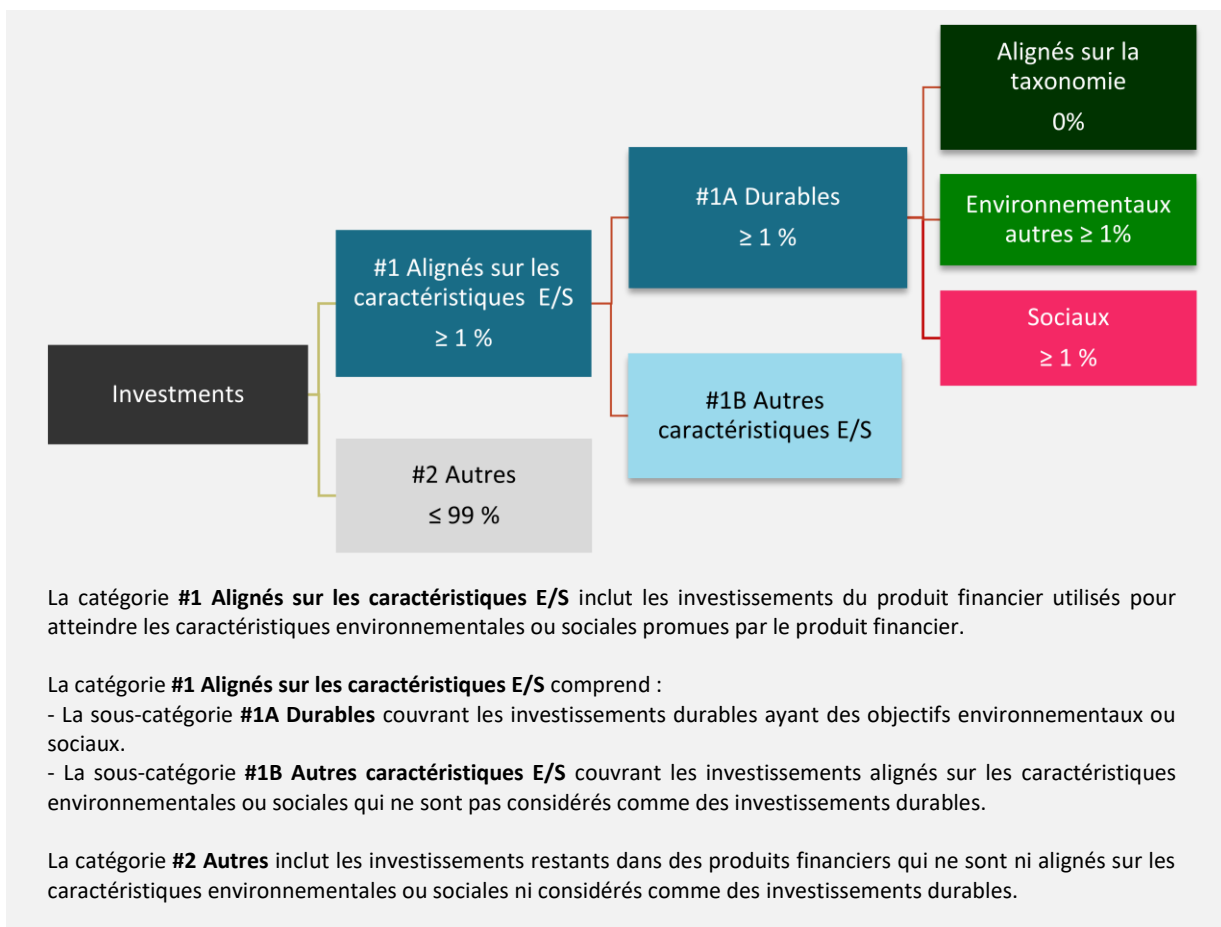 Investments
#1 Alignés sur les
caractéristiques E/S
≥ 1 %
#2 Autres
≤ 99 %
#1A Durables
≥ 1 %
#1B Autres
caractéristiques E/S
Alignés sur la
taxonomie
0%
Environnementaux
autres ≥ 1%
Sociaux
≥ 1 %
La catégorie #1 Alignés sur les caractéristiques E/S inclut les investissements du produit financier utilisés pour
atteindre les caractéristiques environnementales ou sociales promues par le produit financier.
La catégorie #1 Alignés sur les caractéristiques E/S comprend :
- La sous-catégorie #1A Durables couvrant les investissements durables ayant des objectifs environnementaux ou
sociaux.
- La sous-catégorie #1B Autres caractéristiques E/S couvrant les investissements alignés sur les caractéristiques
environnementales ou sociales qui ne sont pas considérés comme des investissements durables.
La catégorie #2 Autres inclut les investissements restants dans des produits financiers qui ne sont ni alignés sur les
caractéristiques environnementales ou sociales ni considérés comme des investissements durables.